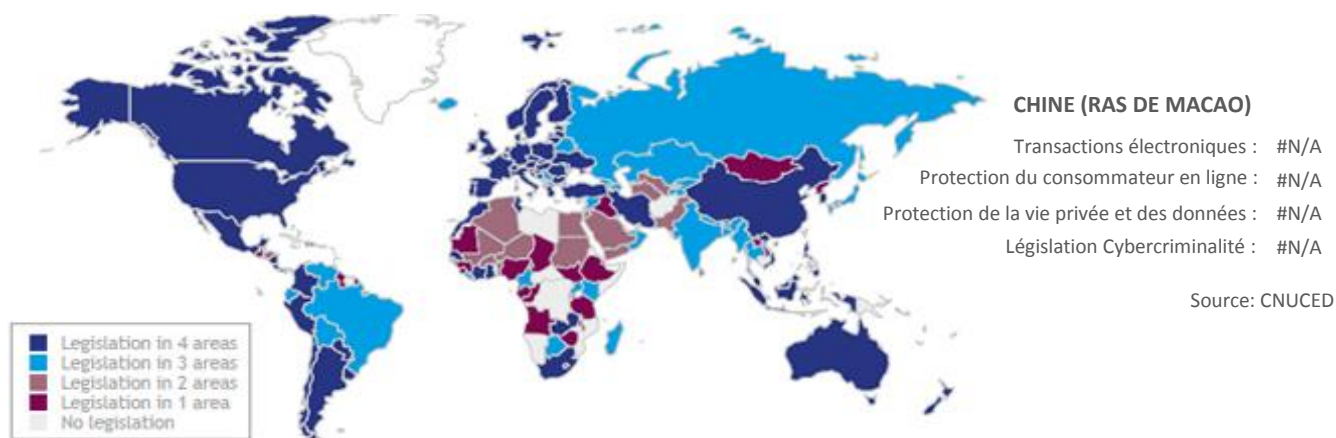 CHINE (RAS DE MACAO)
Transactions électroniques : #N/A
Protection du consommateur en ligne : #N/A
Protection de la vie privée et des données : #N/A
Législation Cybercriminalité : #N/A
Source: CNUCED
Legislation in 4 areas
Legislation in 3 areas
Legislation in 2 areas
Legislation in 1 area
No legislation